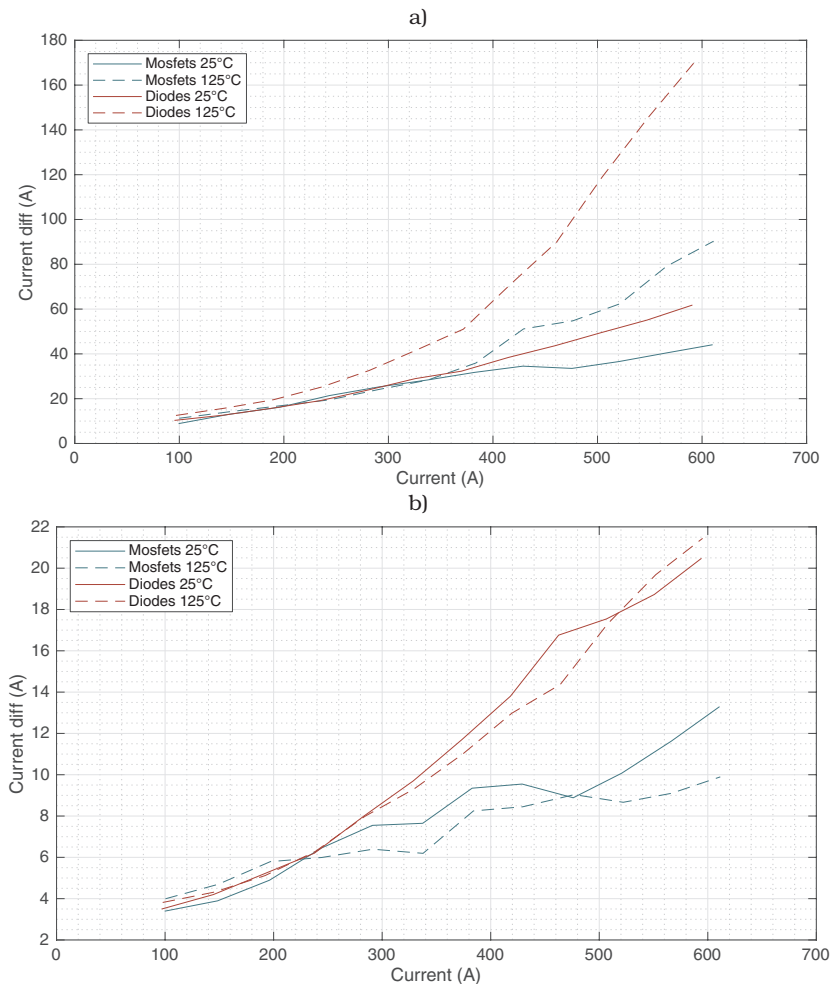 a)
180
160
140
120
100
80
60
40
20
0
Current diff (A)
Mosfets 25°C
Mosfets 125°C
Diodes 25°C
Diodes 125°C
0 100 200 300 400 500 600 700
Current (A)
b)
22
20
18
16
14
12
10
8
6
4
2
Current diff (A)
Mosfets 25°C
Mosfets 125°C
Diodes 25°C
Diodes 125°C
0 100 200 300 400 500 600 700
Current (A)